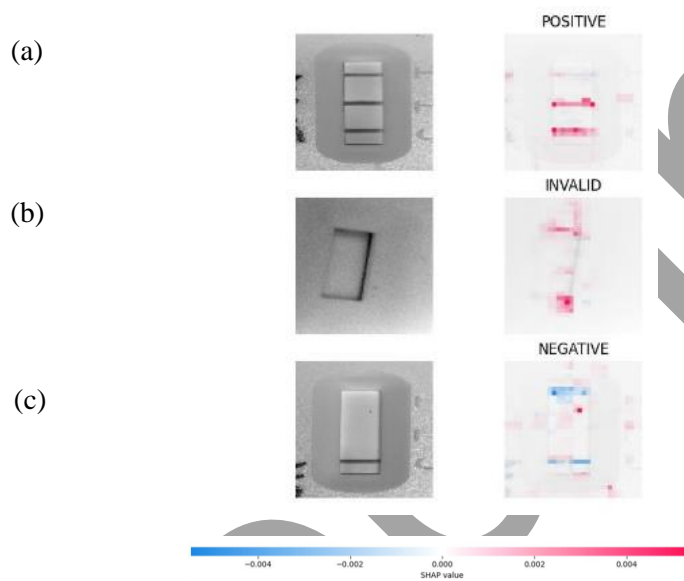 POSITIVE
(a)
INVALID
(b)
NEGATIVE
(c)
−0.004 −0.002 0.000 0.002 0.004
SHAP value